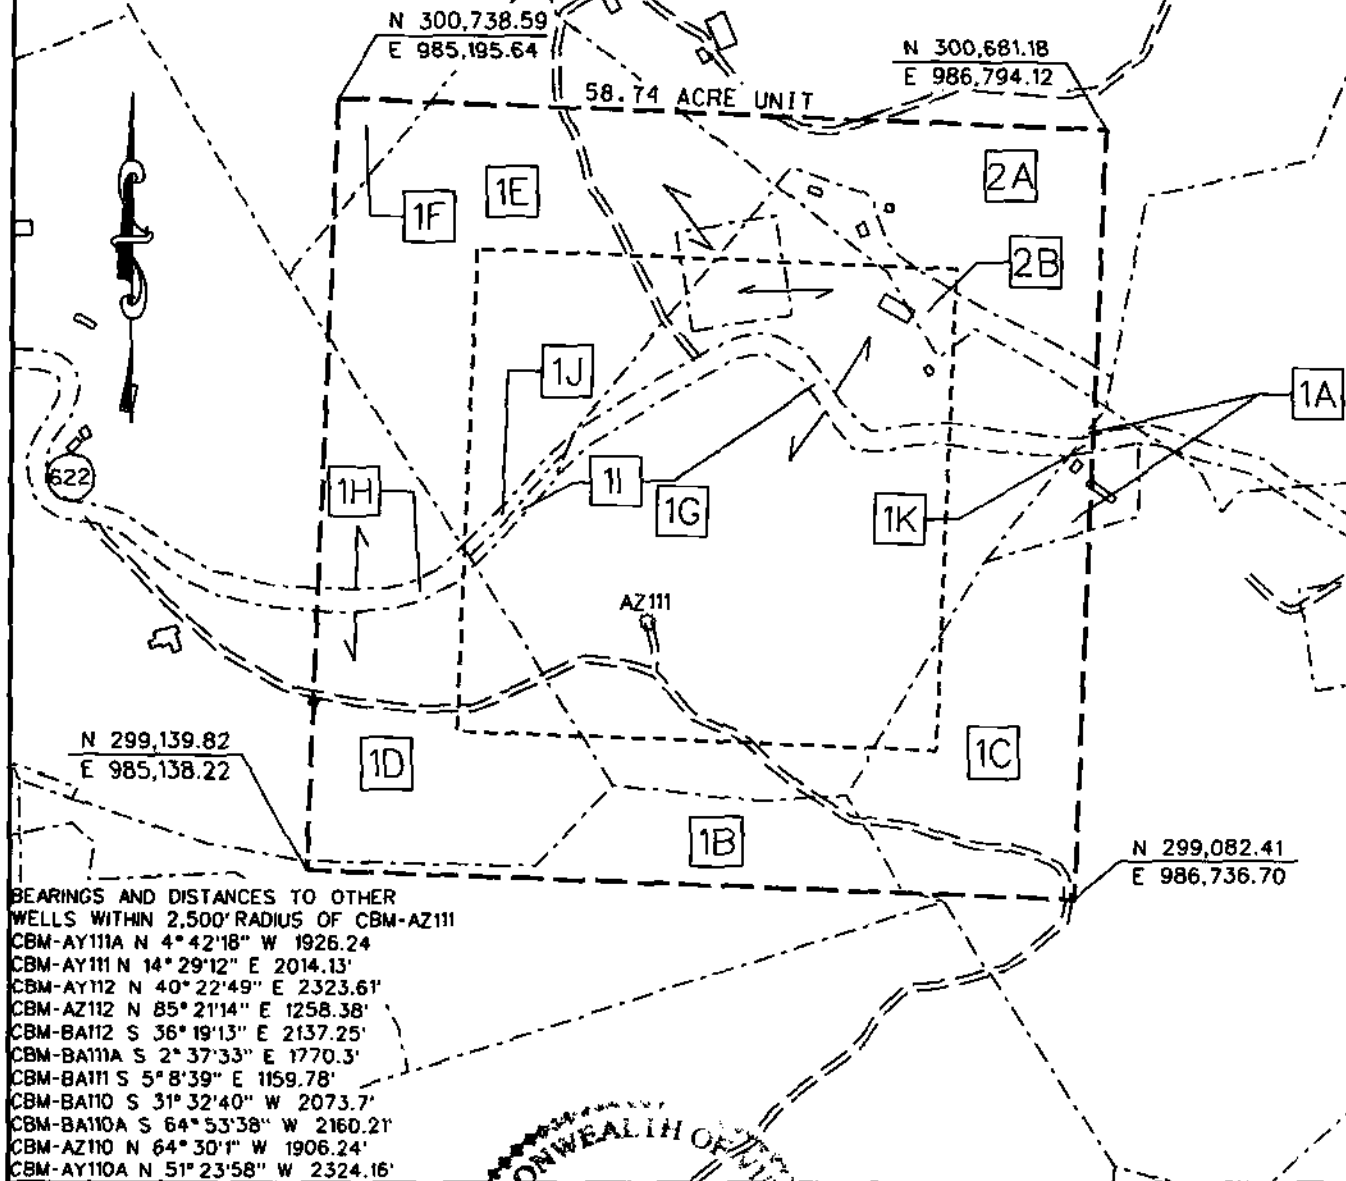 N 300,738.59
E 985,195.64
N 300,681.18
E 986,794.12
58.74 ACRE UNIT
2A
1E
1F
2B
1J
1A
622
1H
1I
1G
1K
AZ111
N 299,139.82
E 985,138.22
1D
1C
1B
N 299,082.41
E 986,736.70
BEARINGS AND DISTANCES TO OTHER
WELLS WITHIN 2,500' RADIUS OF CBM-AZ111
CBM-AY111A N 4°42'18" W 1926.24
CBM-AY111 N 14°29'12" E 2014.13'
CBM-AY112 N 40°22'49" E 2323.61'
CBM-AZ112 N 85°21'14" E 1258.38'
CBM-BA112 S 36°19'13" E 2137.25'
CBM-BA111A S 2°37'33" E 1770.3'
CBM-BA111 S 5°8'39" E 1159.78'
CBM-BA110 S 31°32'40" W 2073.7'
CBM-BA110A S 64°53'38" W 2160.21'
CBM-AZ110 N 64°30'1" W 1906.24'
CBM-AY110A N 51°23'58" W 2324.16'
ONWEALTH OF